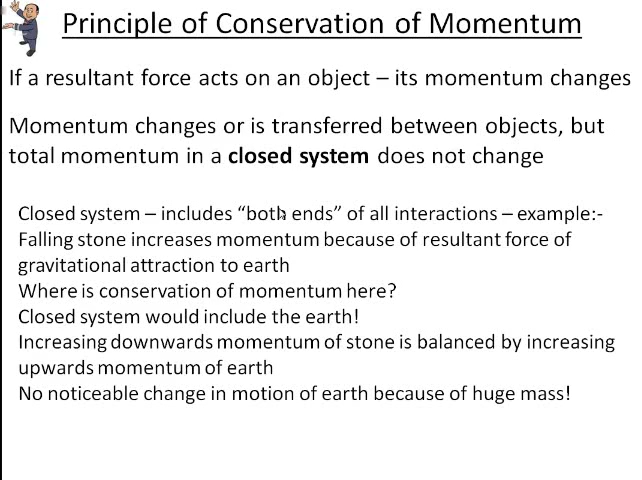 Principle of Conservation of Momentum
If a resultant force acts on an object – its momentum changes
Momentum changes or is transferred between objects, but
total momentum in a closed system does not change
Closed system – includes “both ends” of all interactions – example:-
Falling stone increases momentum because of resultant force of
gravitational attraction to earth
Where is conservation of momentum here?
Closed system would include the earth!
Increasing downwards momentum of stone is balanced by increasing
upwards momentum of earth
No noticeable change in motion of earth because of huge mass!